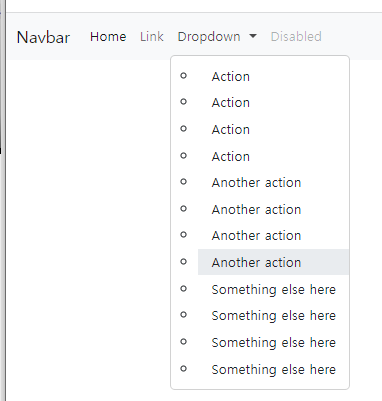 Navbar Home Link Dropdown Disabled
Action
Action
Action
Action
Another action
Another action
Another action
Another action
Something else here
Something else here
Something else here
Something else here